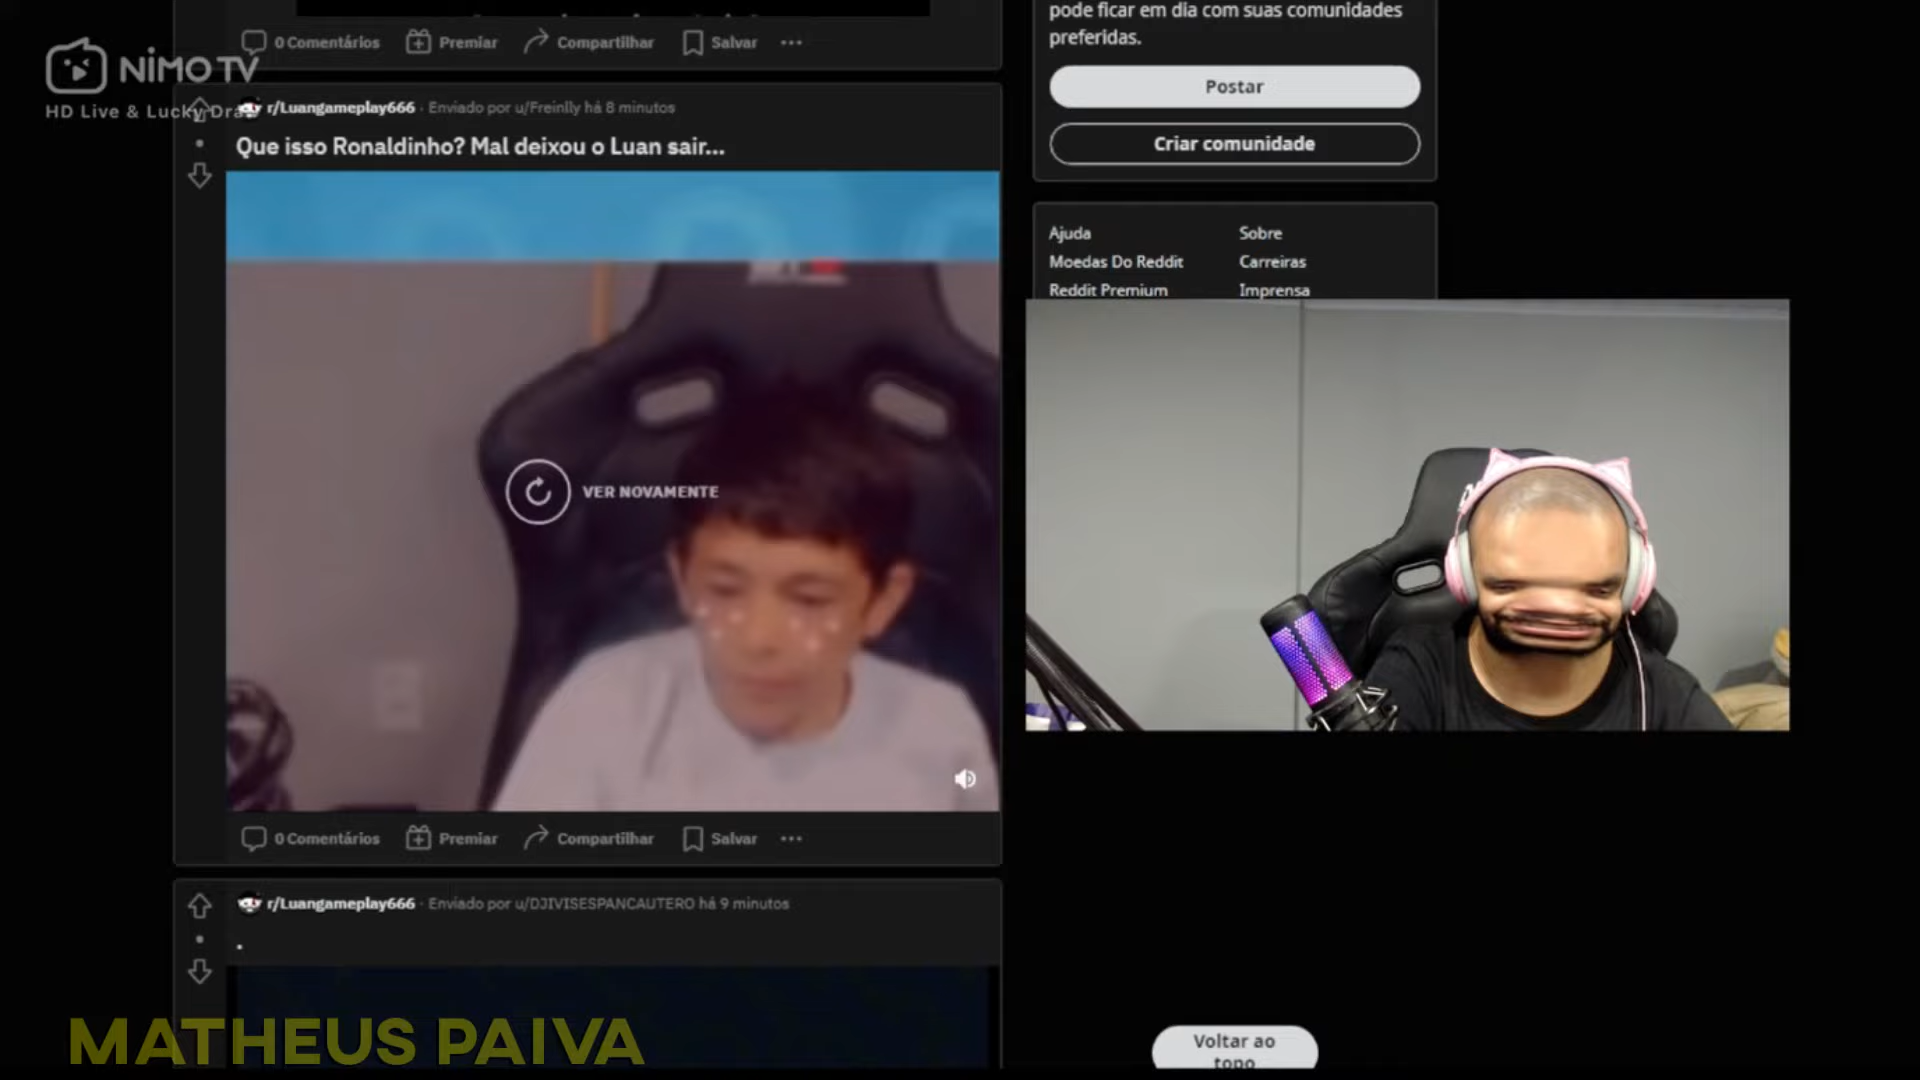 pode ficar em dia com suas comunidades
preferidas.
Postar
Criar comunidade
0 Comentários Premiar Compartilhar Salvar
NIMO TV
HD Live & Lucky Dra
r/Luangameplay666 · Enviado por u/Freinlly há 8 minutos
Que isso Ronaldinho? Mal deixou o Luan sair...
VER NOVAMENTE
0 Comentários Premiar Compartilhar Salvar
r/Luangameplay666 · Enviado por u/DJIVISESPANCAUTERO há 9 minutos
.
Ajuda Sobre
Moedas Do Reddit Carreiras
Reddit Premium Imprensa
MATHEUS PAIVA
Voltar ao
topo